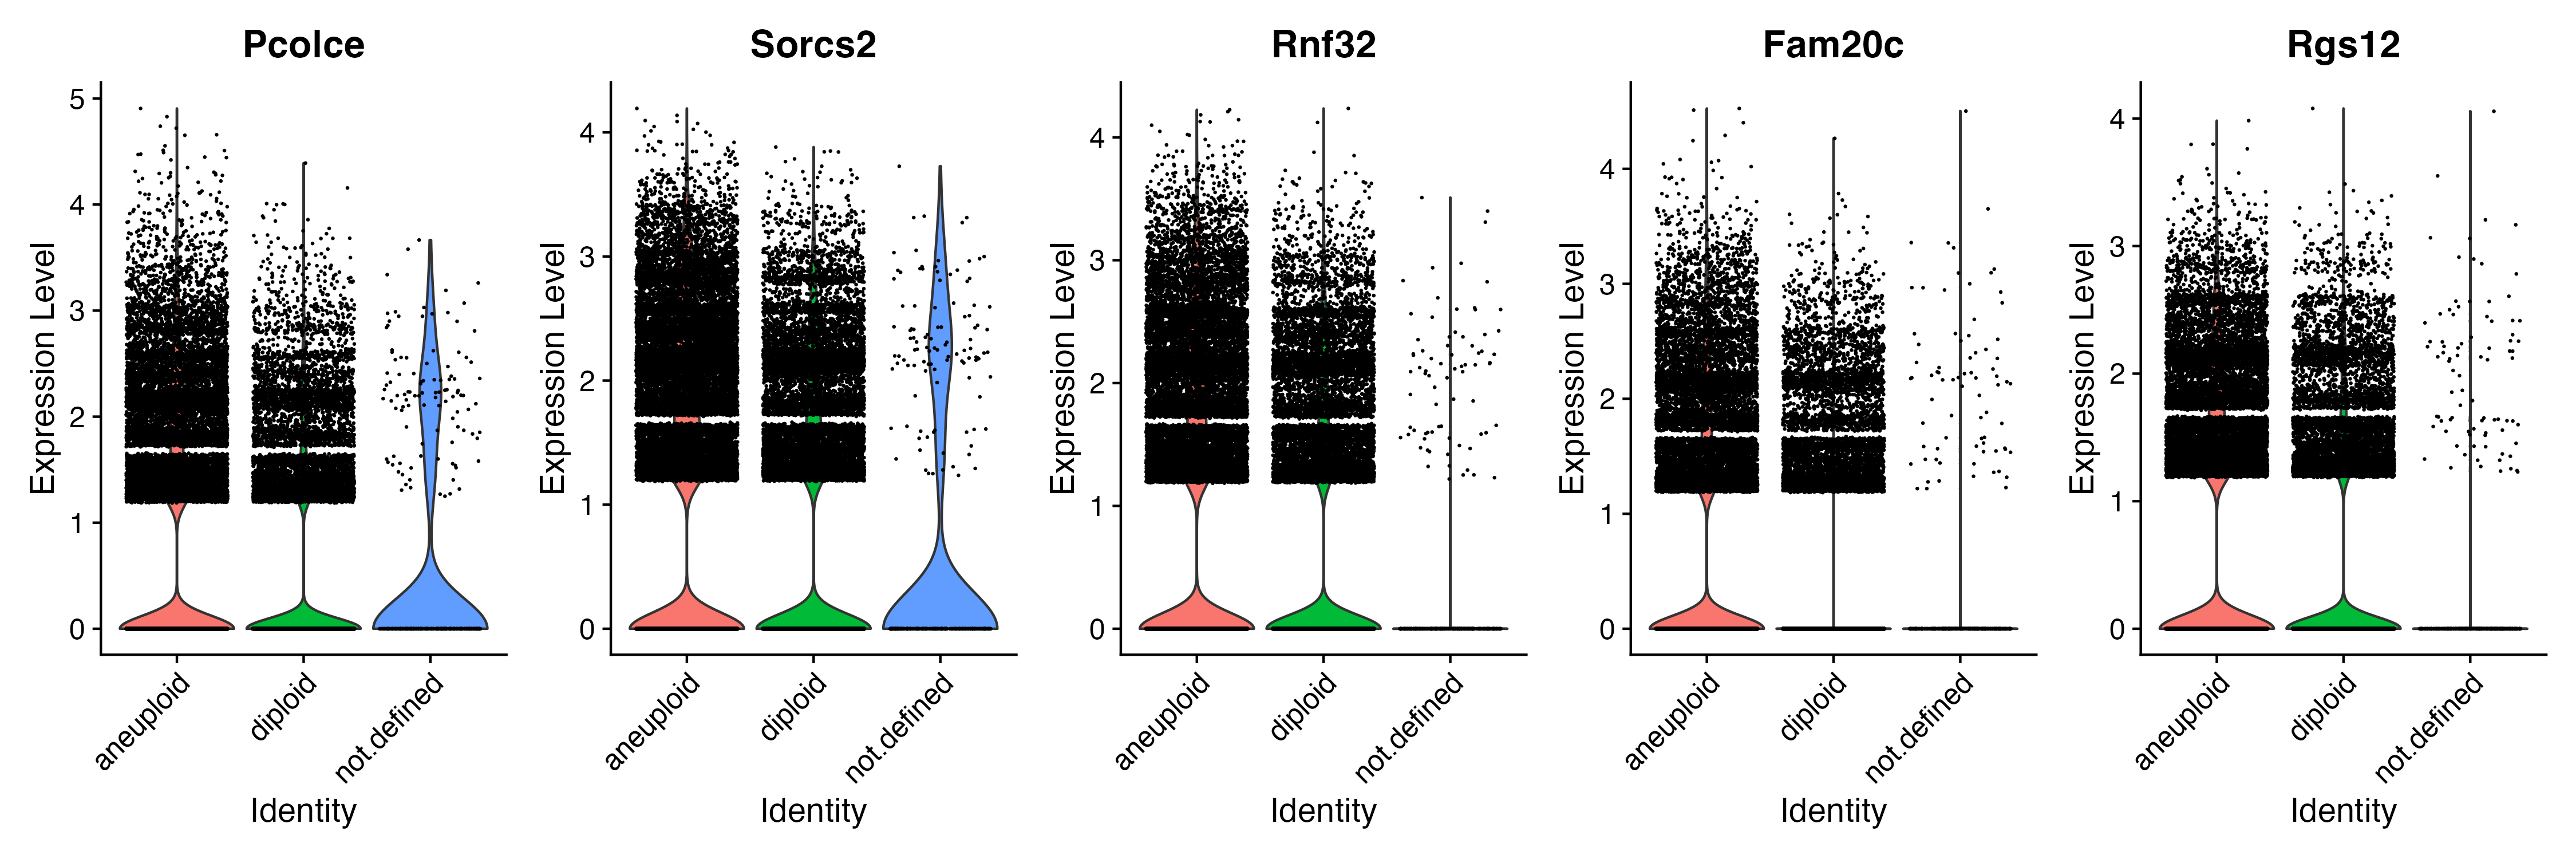 Pcolce
Expression Level
5
4
3
2
1
0
aneuploid
diploid
not.defined
Identity
Sorcs2
Expression Level
4
3
2
1
0
aneuploid
diploid
not.defined
Identity
Rnf32
Expression Level
4
3
2
1
0
aneuploid
diploid
not.defined
Identity
Fam20c
Expression Level
4
3
2
1
0
aneuploid
diploid
not.defined
Identity
Rgs12
Expression Level
4
3
2
1
0
aneuploid
diploid
not.defined
Identity